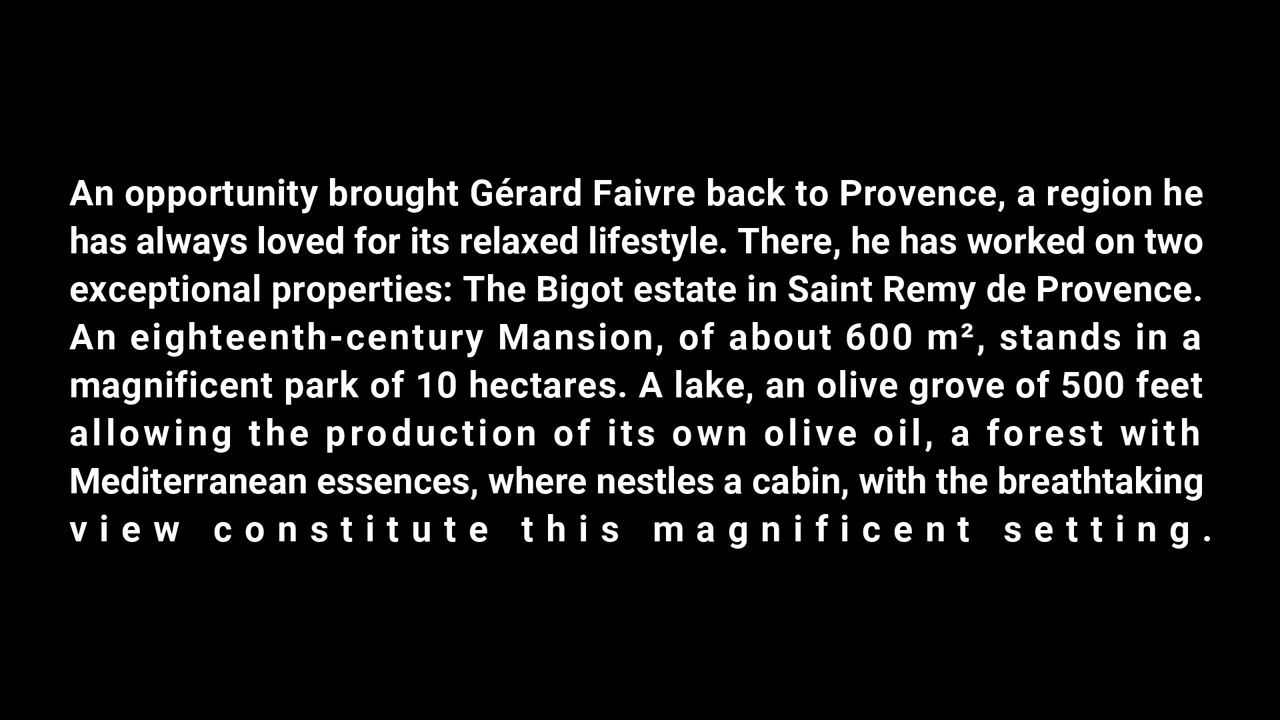 An opportunity brought Gérard Faivre back to Provence, a region he
has always loved for its relaxed lifestyle. There, he has worked on two
exceptional properties: The Bigot estate in Saint Remy de Provence.
An eighteenth-century Mansion, of about 600 m², stands in a
magnificent park of 10 hectares. A lake, an olive grove of 500 feet
allowing the production of its own olive oil, a forest with
Mediterranean essences, where nestles a cabin, with the breathtaking
view constitute this magnificent setting.